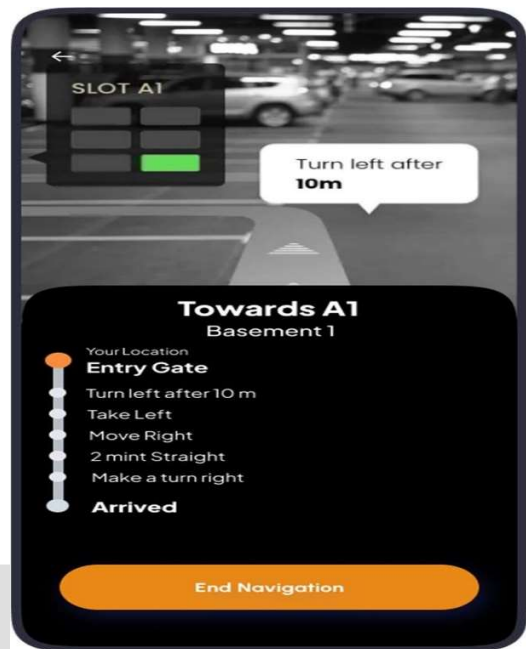 SLOT A1
Turn left after
10m
Towards A1
Basement 1
Your Location
Entry Gate
Turn left after 10 m
Take Left
Move Right
2 mint Straight
Make a turn right
Arrived
End Navigation